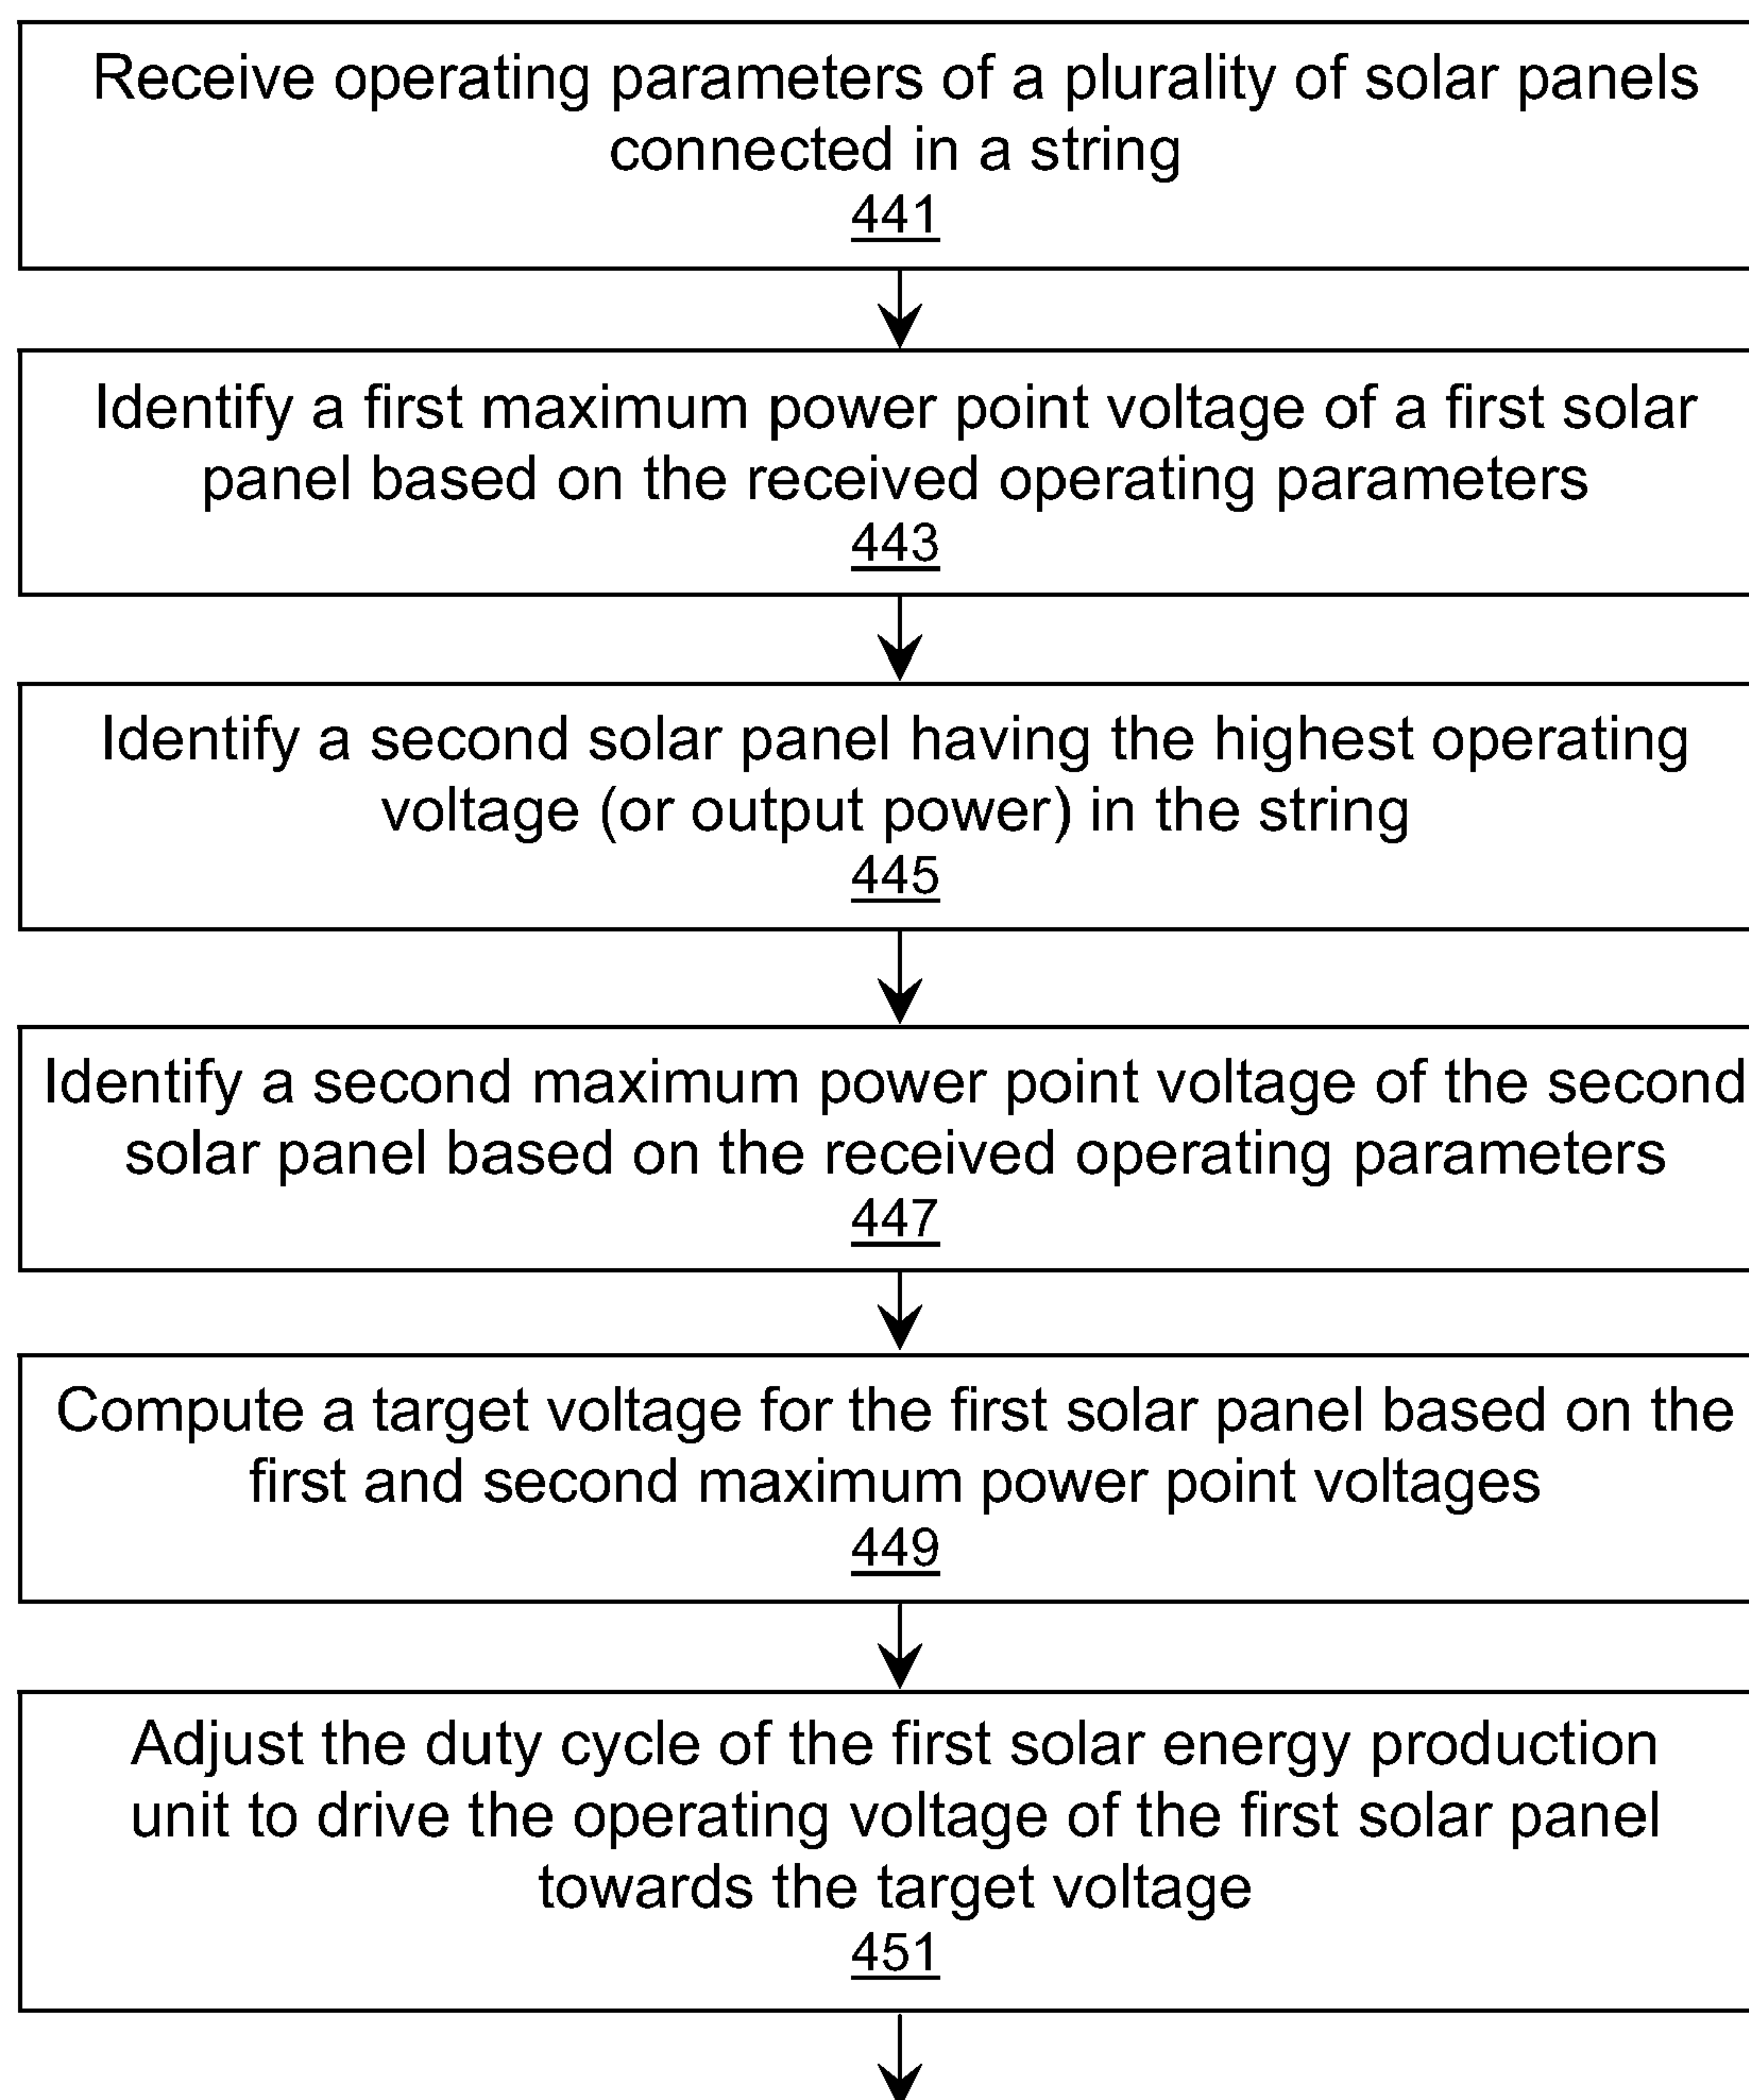 Receive operating parameters of a plurality of solar panels
connected in a string
441
Identify a first maximum power point voltage of a first solar
panel based on the received operating parameters
443
Identify a second solar panel having the highest operating
voltage (or output power) in the string
445
Identify a second maximum power point voltage of the second
solar panel based on the received operating parameters
447
Compute a target voltage for the first solar panel based on the
first and second maximum power point voltages
449
Adjust the duty cycle of the first solar energy production
unit to drive the operating voltage of the first solar panel
towards the target voltage
451